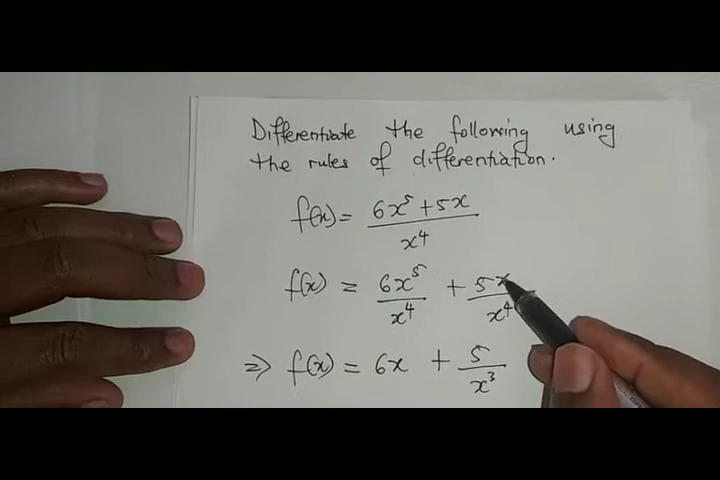 Differentiate the following using
the rules of differentiation.
f(x) = (6x⁵ + 5x)/x⁴
f(x) = 6x⁵/x⁴ + 5x/x⁴
⇒ f(x) = 6x + 5/x³